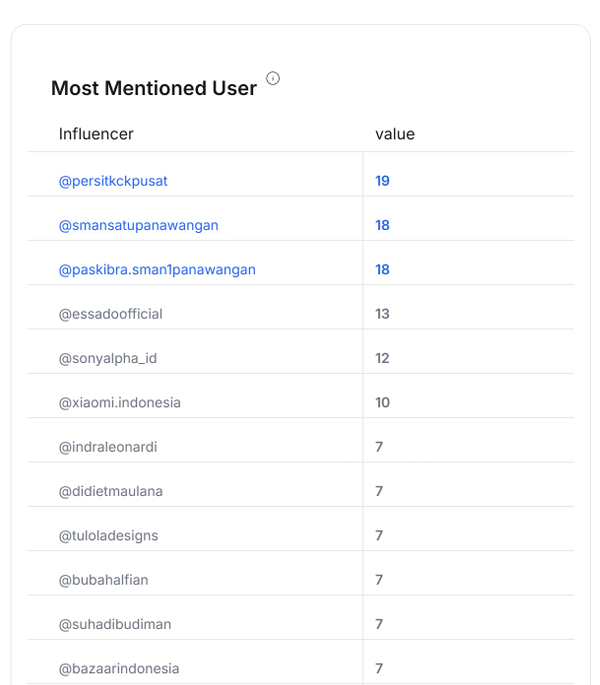 Most Mentioned User
Influencer value
@persitkckpusat 19
@smansatupanawangan 18
@paskibra.sman1panawangan 18
@essadoofficial 13
@sonyalpha_id 12
@xiaomi.indonesia 10
@indraleonardi 7
@didietmaulana 7
@tuloladesigns 7
@bubahalfian 7
@suhadibudiman 7
@bazaarindonesia 7